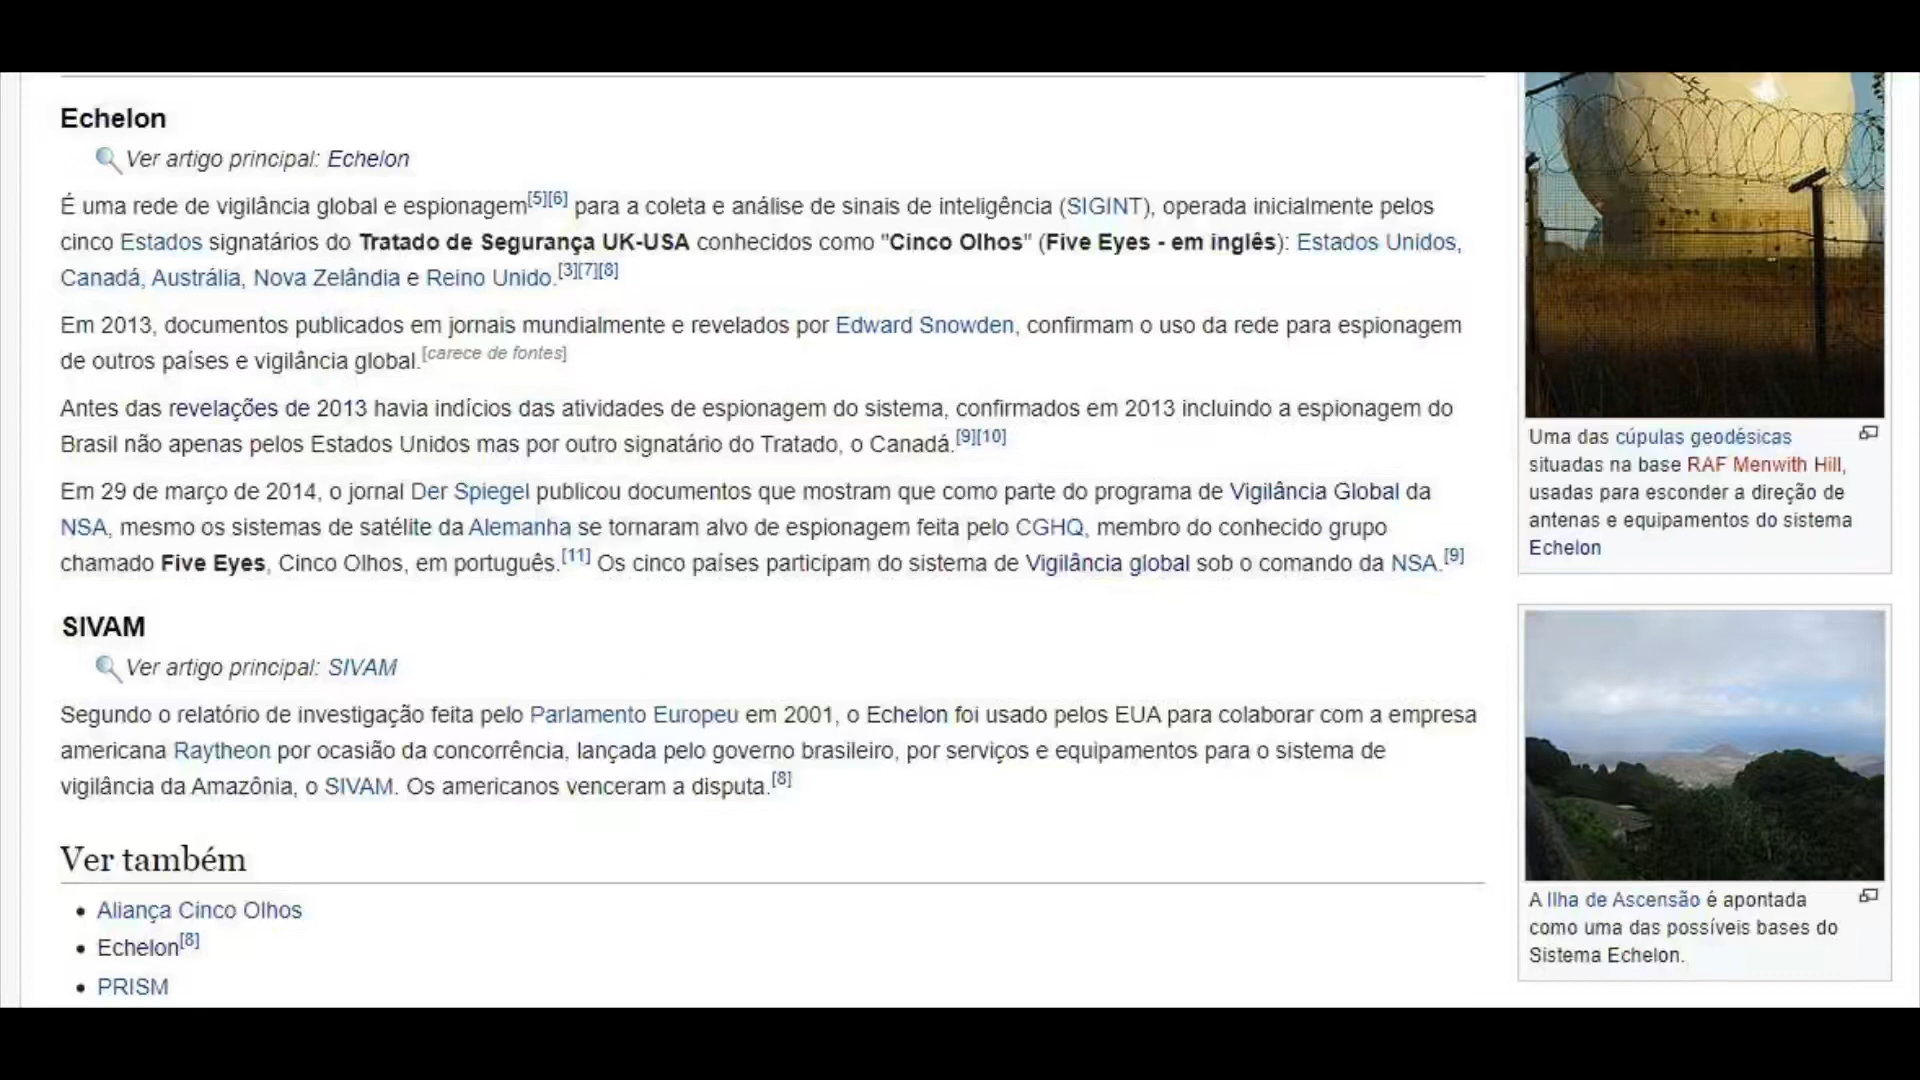 Echelon
Ver artigo principal: Echelon
É uma rede de vigilância global e espionagem[5][6] para a coleta e análise de sinais de inteligência (SIGINT), operada inicialmente pelos
cinco Estados signatários do Tratado de Segurança UK-USA conhecidos como "Cinco Olhos" (Five Eyes - em inglês): Estados Unidos,
Canadá, Austrália, Nova Zelândia e Reino Unido.[3][7][8]
Em 2013, documentos publicados em jornais mundialmente e revelados por Edward Snowden, confirmam o uso da rede para espionagem
de outros países e vigilância global.[carece de fontes]
Antes das revelações de 2013 havia indícios das atividades de espionagem do sistema, confirmados em 2013 incluindo a espionagem do
Brasil não apenas pelos Estados Unidos mas por outro signatário do Tratado, o Canadá.[9][10]
Em 29 de março de 2014, o jornal Der Spiegel publicou documentos que mostram que como parte do programa de Vigilância Global da
NSA, mesmo os sistemas de satélite da Alemanha se tornaram alvo de espionagem feita pelo CGHQ, membro do conhecido grupo
chamado Five Eyes, Cinco Olhos, em português.[11] Os cinco países participam do sistema de Vigilância global sob o comando da NSA.[9]
SIVAM
Ver artigo principal: SIVAM
Segundo o relatório de investigação feita pelo Parlamento Europeu em 2001, o Echelon foi usado pelos EUA para colaborar com a empresa
americana Raytheon por ocasião da concorrência, lançada pelo governo brasileiro, por serviços e equipamentos para o sistema de
vigilância da Amazônia, o SIVAM. Os americanos venceram a disputa.[8]
Ver também
Aliança Cinco Olhos
Echelon[8]
PRISM
Uma das cúpulas geodésicas
situadas na base RAF Menwith Hill,
usadas para esconder a direção de
antenas e equipamentos do sistema
Echelon
A Ilha de Ascensão é apontada
como uma das possíveis bases do
Sistema Echelon.